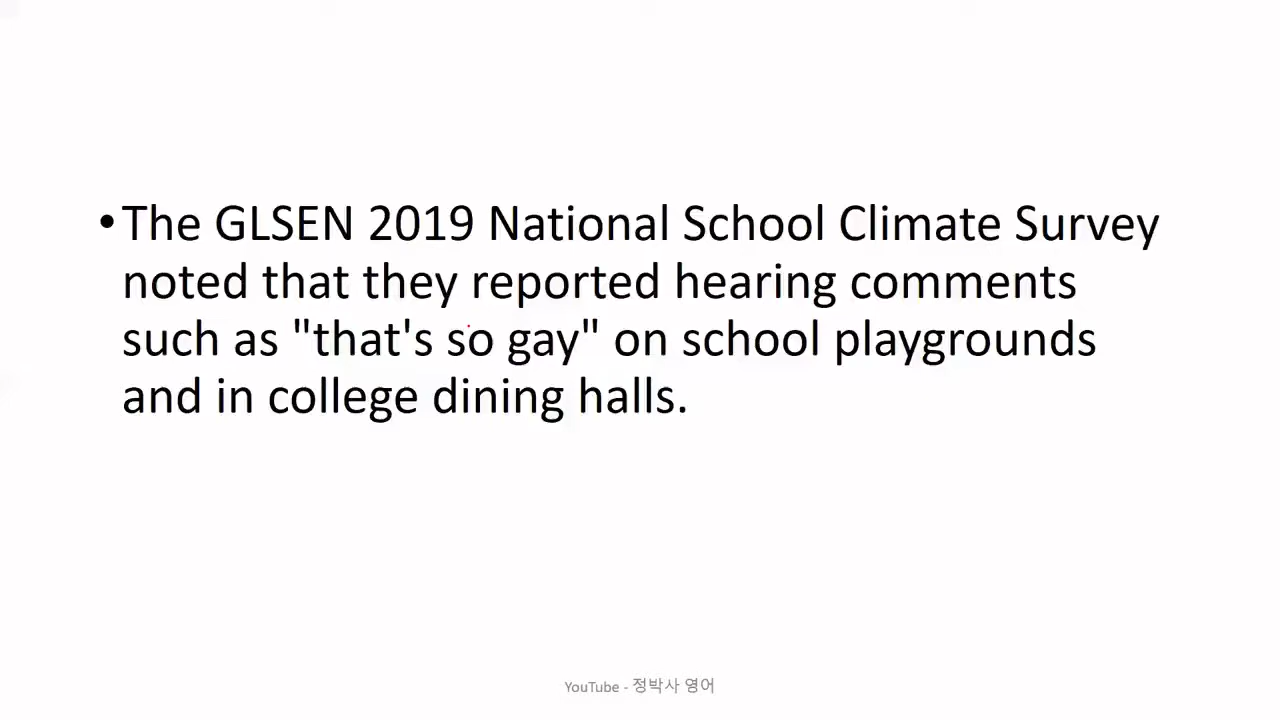 •The GLSEN 2019 National School Climate Survey
noted that they reported hearing comments
such as "that's so gay" on school playgrounds
and in college dining halls.
YouTube - 정박사 영어